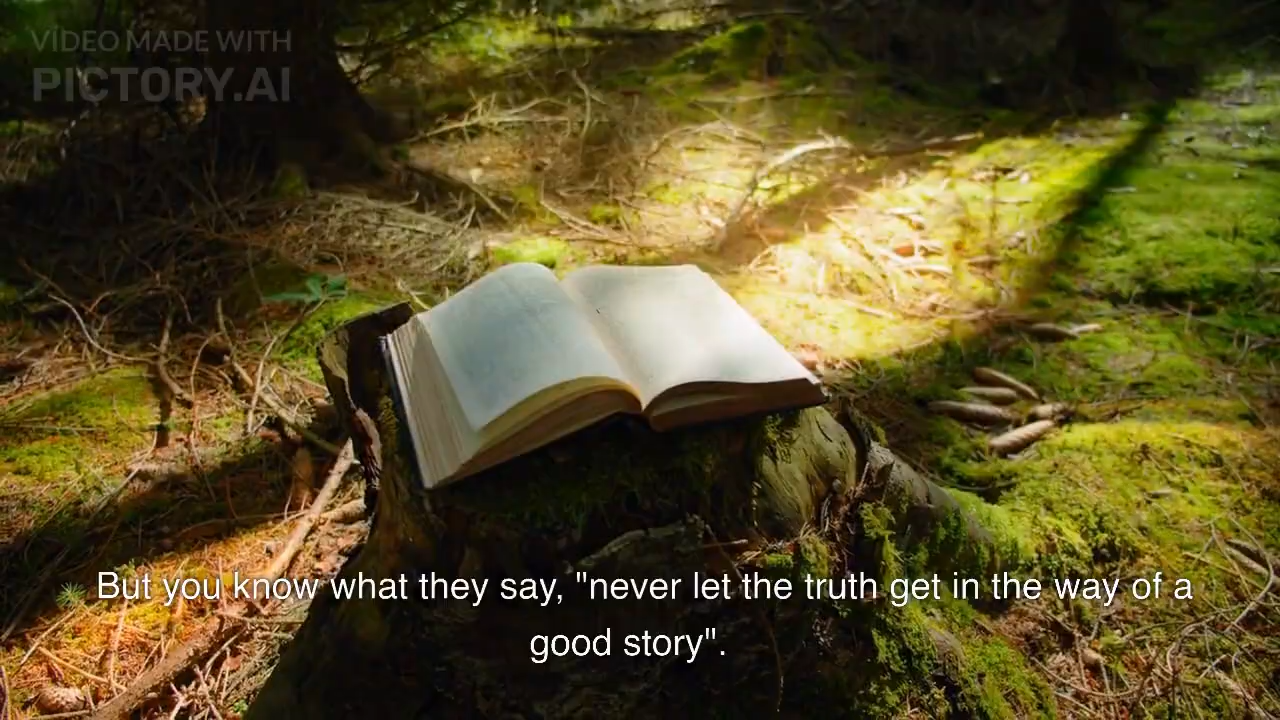 VIDEO MADE WITH
PICTORY.AI
But you know what they say, "never let the truth get in the way of a
good story".